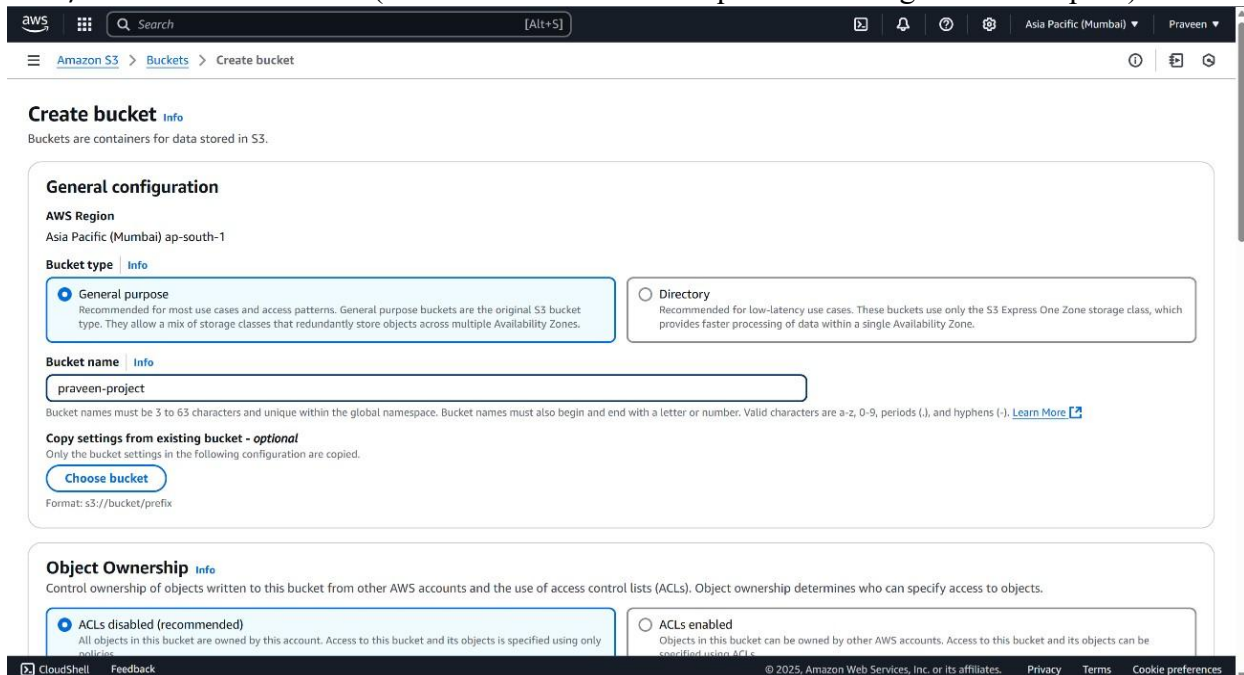 aws Search [Alt+S] Asia Pacific (Mumbai) Praveen
Amazon S3 > Buckets > Create bucket
Create bucket Info
Buckets are containers for data stored in S3.
General configuration
AWS Region
Asia Pacific (Mumbai) ap-south-1
Bucket type Info
General purpose
Recommended for most use cases and access patterns. General purpose buckets are the original S3 bucket
type. They allow a mix of storage classes that redundantly store objects across multiple Availability Zones.
Directory
Recommended for low-latency use cases. These buckets use only the S3 Express One Zone storage class, which
provides faster processing of data within a single Availability Zone.
Bucket name Info
praveen-project
Bucket names must be 3 to 63 characters and unique within the global namespace. Bucket names must also begin and end with a letter or number. Valid characters are a-z, 0-9, periods (.), and hyphens (-). Learn More
Copy settings from existing bucket - optional
Only the bucket settings in the following configuration are copied.
Choose bucket
Format: s3://bucket/prefix
Object Ownership Info
Control ownership of objects written to this bucket from other AWS accounts and the use of access control lists (ACLs). Object ownership determines who can specify access to objects.
ACLs disabled (recommended)
All objects in this bucket are owned by this account. Access to this bucket and its objects is specified using only
policies.
ACLs enabled
Objects in this bucket can be owned by other AWS accounts. Access to this bucket and its objects can be
specified using ACLs.
CloudShell Feedback © 2025, Amazon Web Services, Inc. or its affiliates. Privacy Terms Cookie preferences